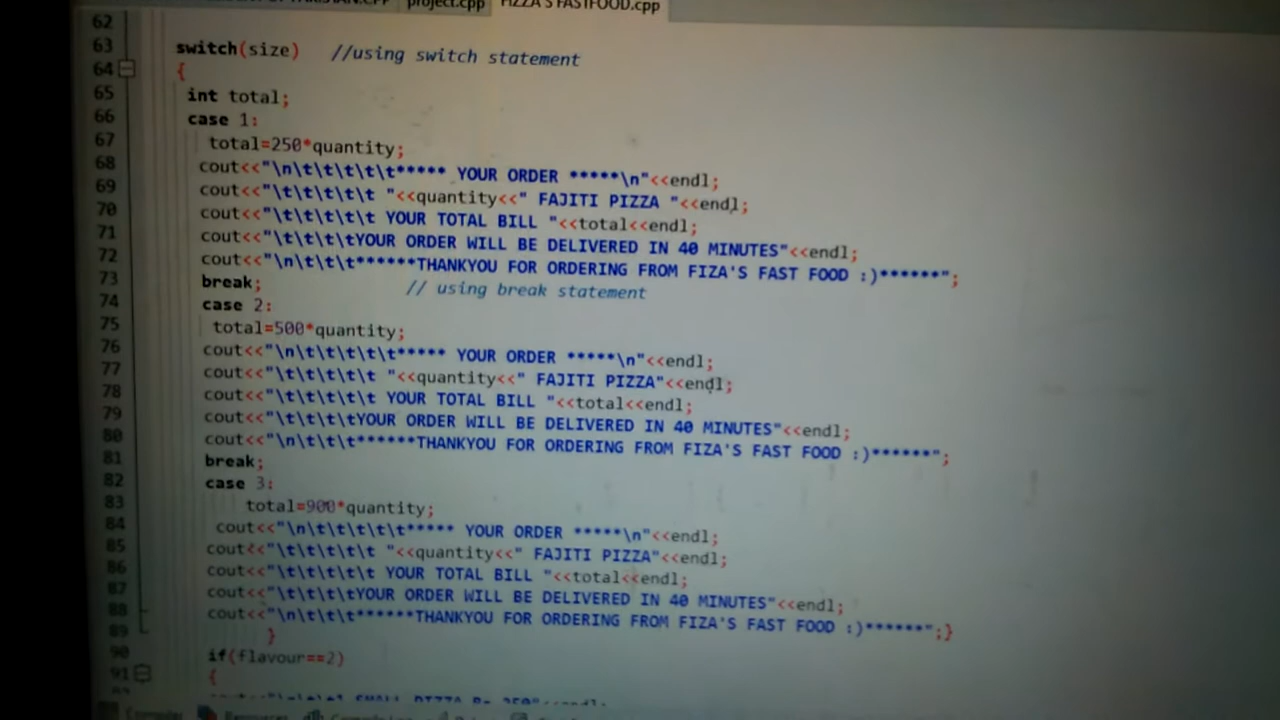 project.cpp FIZZA'S FASTFOOD.cpp
62
63 switch(size) //using switch statement
64 {
65 int total;
66 case 1:
67 total=250*quantity;
68 cout<<"\n\t\t\t\t\t***** YOUR ORDER *****\n"<<endl;
69 cout<<"\t\t\t\t\t "<<quantity<<" FAJITI PIZZA "<<endl;
70 cout<<"\t\t\t\t\t YOUR TOTAL BILL "<<total<<endl;
71 cout<<"\t\t\t\tYOUR ORDER WILL BE DELIVERED IN 40 MINUTES"<<endl;
72 cout<<"\n\t\t\t******THANKYOU FOR ORDERING FROM FIZA'S FAST FOOD :)******";
73 break; // using break statement
74 case 2:
75 total=500*quantity;
76 cout<<"\n\t\t\t\t\t***** YOUR ORDER *****\n"<<endl;
77 cout<<"\t\t\t\t\t "<<quantity<<" FAJITI PIZZA"<<endl;
78 cout<<"\t\t\t\t\t YOUR TOTAL BILL "<<total<<endl;
79 cout<<"\t\t\t\tYOUR ORDER WILL BE DELIVERED IN 40 MINUTES"<<endl;
80 cout<<"\n\t\t\t******THANKYOU FOR ORDERING FROM FIZA'S FAST FOOD :)******";
81 break;
82 case 3:
83 total=900*quantity;
84 cout<<"\n\t\t\t\t\t***** YOUR ORDER *****\n"<<endl;
85 cout<<"\t\t\t\t\t "<<quantity<<" FAJITI PIZZA"<<endl;
86 cout<<"\t\t\t\t\t YOUR TOTAL BILL "<<total<<endl;
87 cout<<"\t\t\t\tYOUR ORDER WILL BE DELIVERED IN 40 MINUTES"<<endl;
88 cout<<"\n\t\t\t******THANKYOU FOR ORDERING FROM FIZA'S FAST FOOD :)******";}
89 }
90 if(flavour==2)
91 {